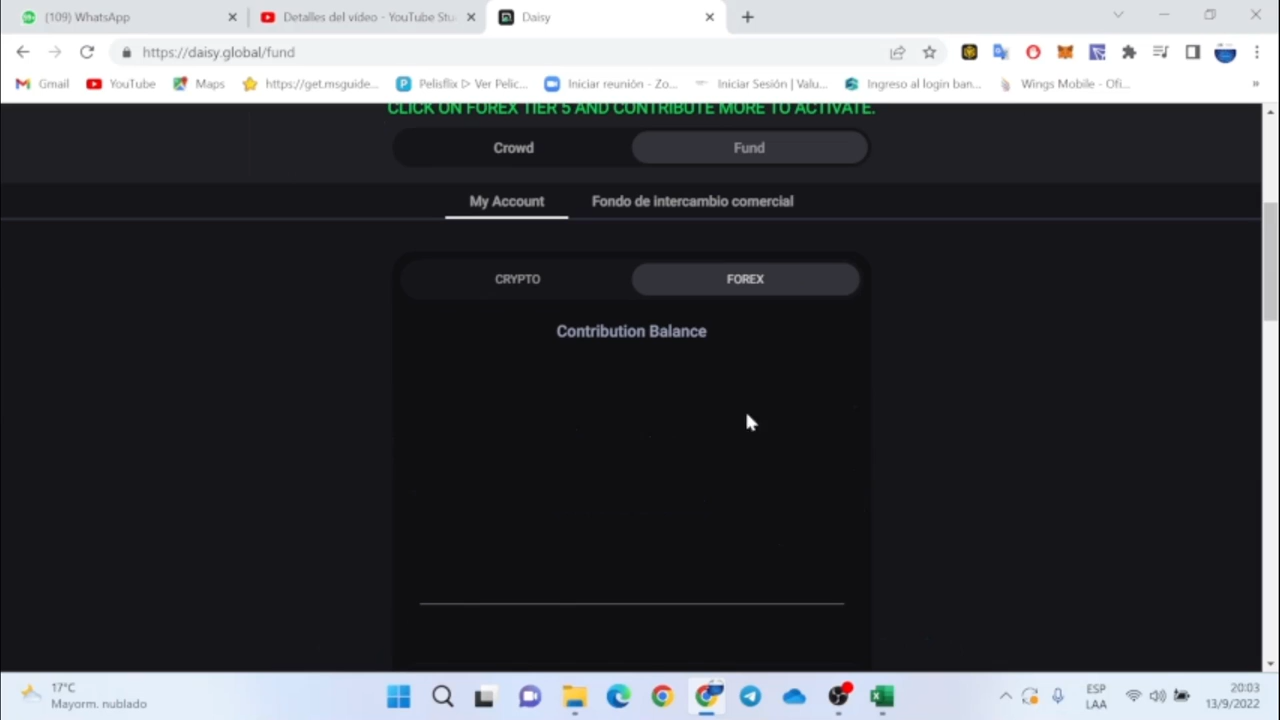 (109) WhatsApp
Detalles del vídeo - YouTube Stu
Daisy
https://daisy.global/fund
Gmail
YouTube
Maps
https://get.msguide...
Pelisflix ▷ Ver Pelic...
Iniciar reunión - Zo...
Iniciar Sesión | Valu...
Ingreso al login ban...
Wings Mobile - Ofi...
»
CLICK ON FOREX TIER 5 AND CONTRIBUTE MORE TO ACTIVATE.
Crowd
Fund
My Account
Fondo de intercambio comercial
CRYPTO
FOREX
Contribution Balance
17°C
Mayorm. nublado
ESP
LAA
20:03
13/9/2022